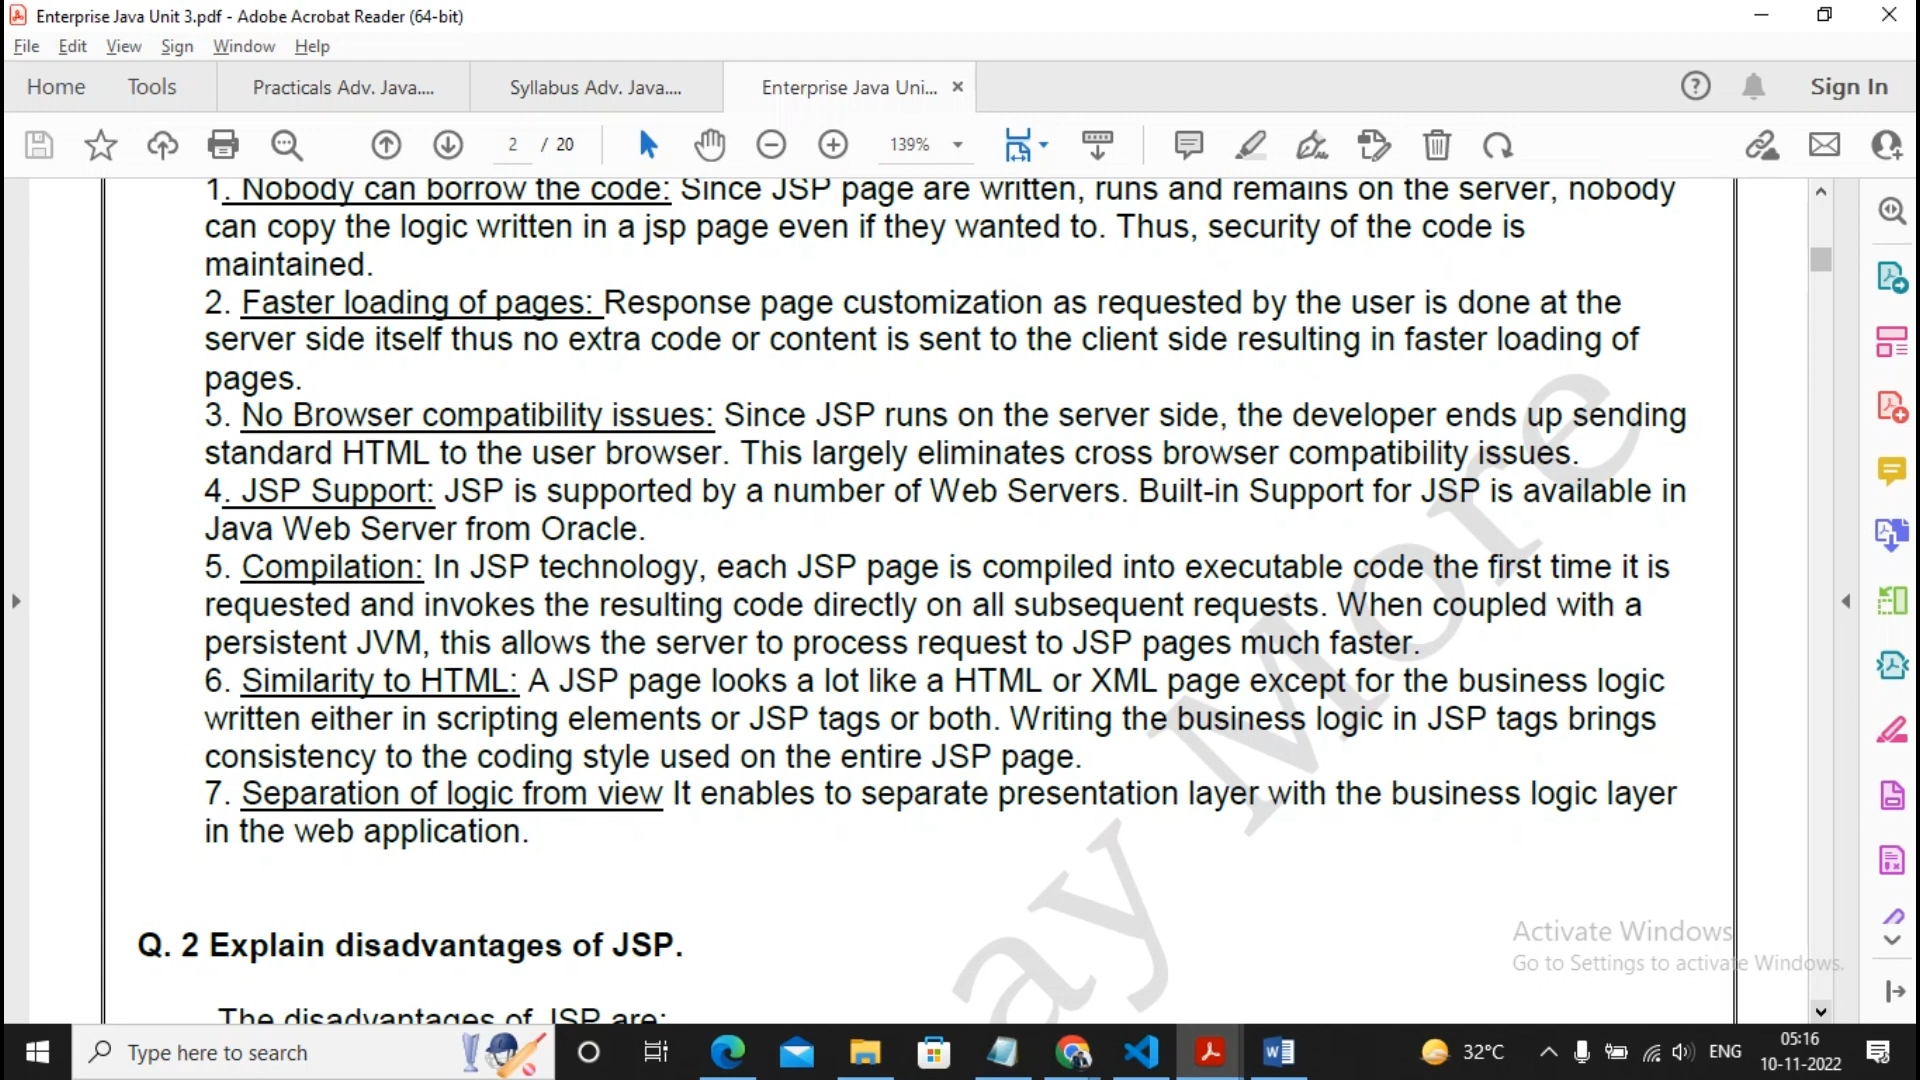 Enterprise Java Unit 3.pdf - Adobe Acrobat Reader (64-bit)
File Edit View Sign Window Help
Home Tools Practicals Adv. Java.... Syllabus Adv. Java.... Enterprise Java Uni... × Sign In
2 / 20 139%
1. Nobody can borrow the code: Since JSP page are written, runs and remains on the server, nobody
can copy the logic written in a jsp page even if they wanted to. Thus, security of the code is
maintained.
2. Faster loading of pages: Response page customization as requested by the user is done at the
server side itself thus no extra code or content is sent to the client side resulting in faster loading of
pages.
3. No Browser compatibility issues: Since JSP runs on the server side, the developer ends up sending
standard HTML to the user browser. This largely eliminates cross browser compatibility issues.
4. JSP Support: JSP is supported by a number of Web Servers. Built-in Support for JSP is available in
Java Web Server from Oracle.
5. Compilation: In JSP technology, each JSP page is compiled into executable code the first time it is
requested and invokes the resulting code directly on all subsequent requests. When coupled with a
persistent JVM, this allows the server to process request to JSP pages much faster.
6. Similarity to HTML: A JSP page looks a lot like a HTML or XML page except for the business logic
written either in scripting elements or JSP tags or both. Writing the business logic in JSP tags brings
consistency to the coding style used on the entire JSP page.
7. Separation of logic from view It enables to separate presentation layer with the business logic layer
in the web application.
ay More
Q. 2 Explain disadvantages of JSP.
The disadvantages of JSP are:
Activate Windows
Go to Settings to activate Windows.
Type here to search
32°C ENG
05:16
10-11-2022